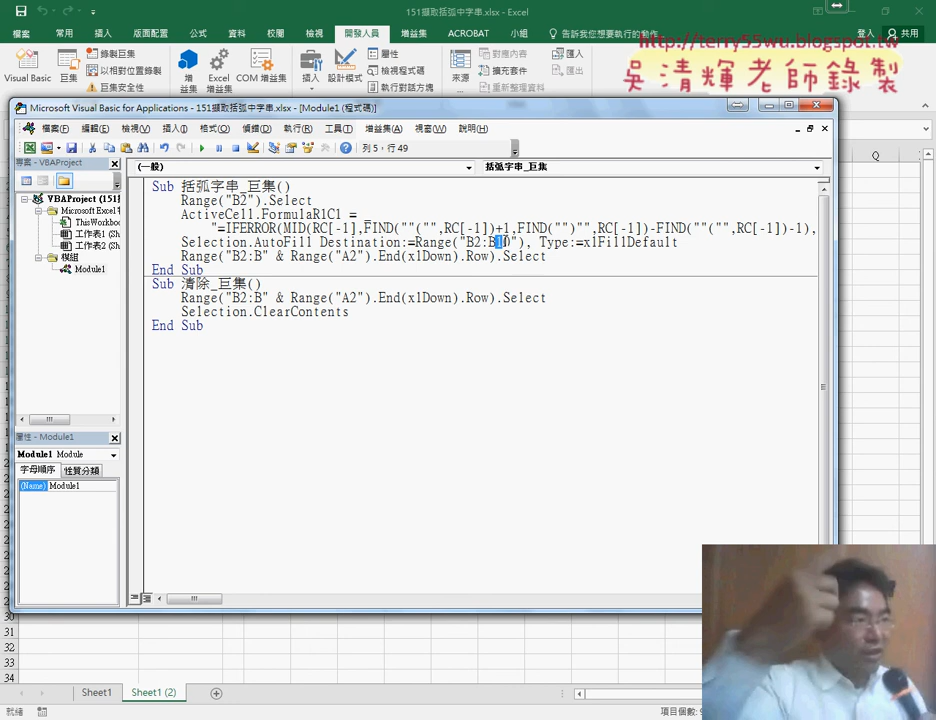 151擷取括弧中字串.xlsx - Excel
檔案 常用 插入 版面配置 公式 資料 校閱 檢視 開發人員 增益集 ACROBAT 小組 告訴我您想要執行的動作 登入 共用
http://terry55wu.blogspot.tw
吳清輝老師錄製
Visual Basic 巨集 錄製巨集 以相對位置錄製 巨集安全性
增益集 Excel 增益集 COM 增益集
插入 設計模式 屬性 檢視程式碼 執行對話方塊
來源 對應內容 擴充套件 重新整理資料 匯入 匯出
Microsoft Visual Basic for Applications - 151擷取括弧中字串.xlsx - [Module1 (程式碼)]
檔案(F) 編輯(E) 檢視(V) 插入(I) 格式(O) 偵錯(D) 執行(R) 工具(T) 增益集(A) 視窗(W) 說明(H)
列 5，行 49
專案 - VBAProject
(一般) 括弧字串_巨集
VBAProject (151
Microsoft Excel
ThisWorkboo
工作表1 (Sh
工作表2 (Sh
模組
Module1
Sub 括弧字串_巨集()
Range("B2").Select
ActiveCell.FormulaR1C1 = _
"=IFERROR(MID(RC[-1],FIND(""("",RC[-1])+1,FIND("")"",RC[-1])-FIND(""("",RC[-1])-1),
Selection.AutoFill Destination:=Range("B2:B10"), Type:=xlFillDefault
Range("B2:B" & Range("A2").End(xlDown).Row).Select
End Sub
Sub 清除_巨集()
Range("B2:B" & Range("A2").End(xlDown).Row).Select
Selection.ClearContents
End Sub
屬性 - Module1
Module1 Module
字母順序 性質分類
(Name) Module1
Q
30
31
32
33
34
Sheet1 Sheet1 (2)
就緒
項目個數: